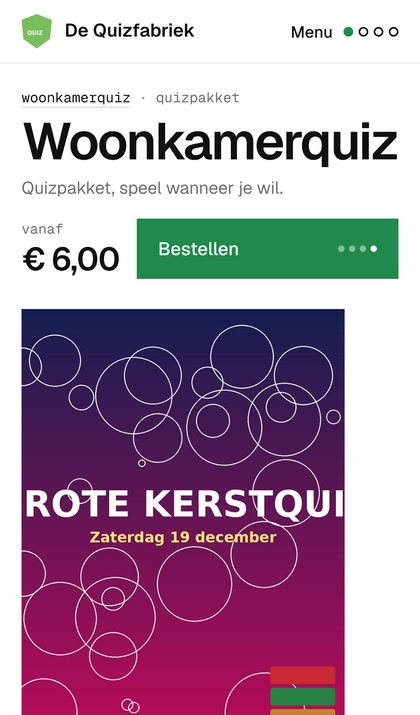 QUIZ
De Quizfabriek
Menu
woonkamerquiz · quizpakket
Woonkamerquiz
Quizpakket, speel wanneer je wil.
vanaf
€ 6,00
Bestellen
ROTE KERSTQUI
Zaterdag 19 december